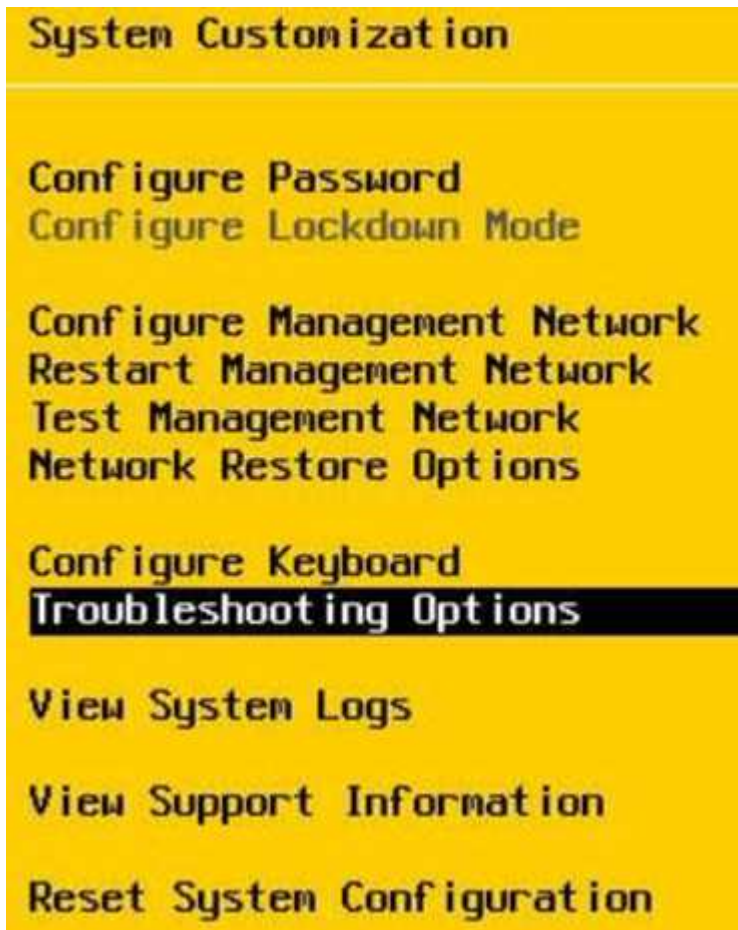 System Customization
Configure Password
Configure Lockdown Mode
Configure Management Network
Restart Management Network
Test Management Network
Network Restore Options
Configure Keyboard
Troubleshooting Options
View System Logs
View Support Information
Reset System Configuration